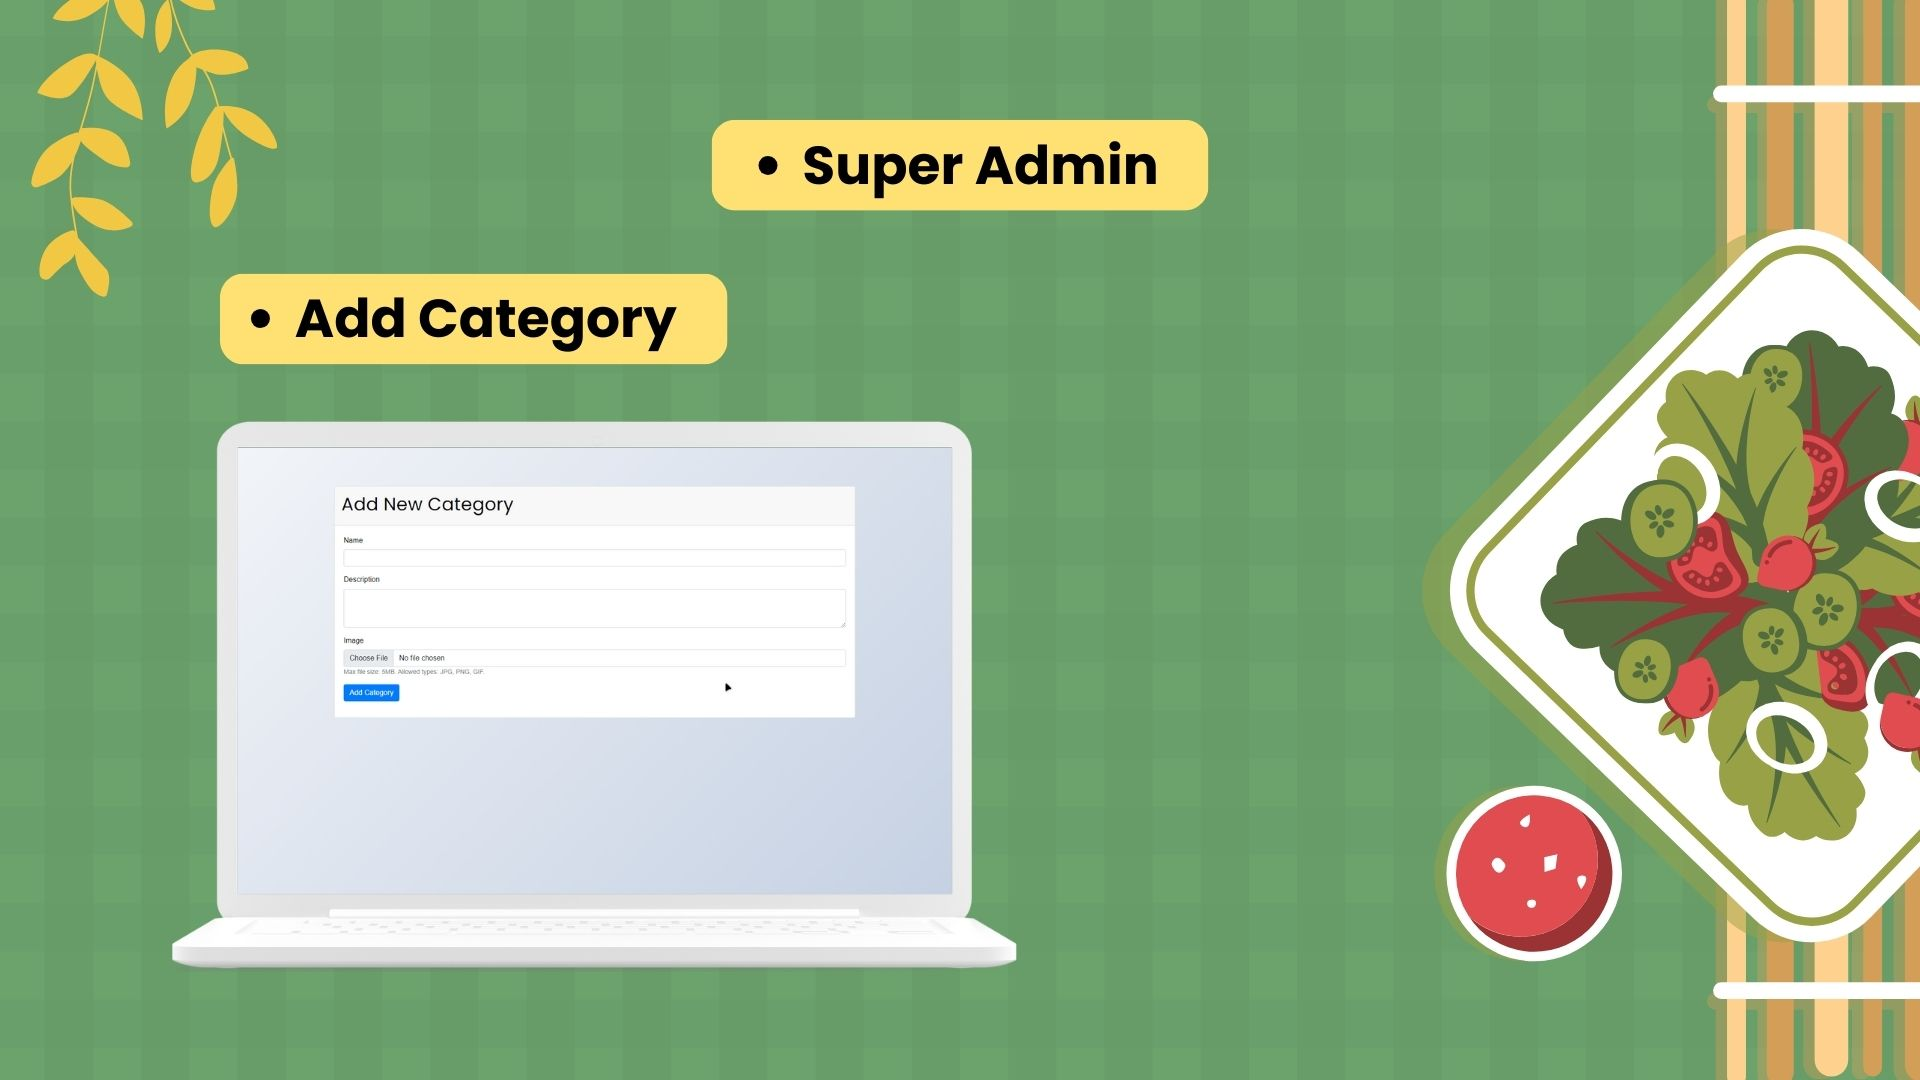 • Super Admin
• Add Category
Add New Category
Name
Description
Image
Choose File No file chosen
Max file size: 5MB. Allowed types: JPG, PNG, GIF.
Add Category